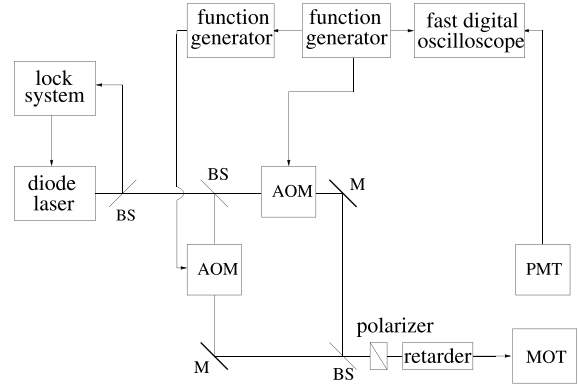 function
generator
function
generator
fast digital
oscilloscope
lock
system
diode
laser
BS
BS
AOM
M
AOM
PMT
M
BS
polarizer
retarder
MOT